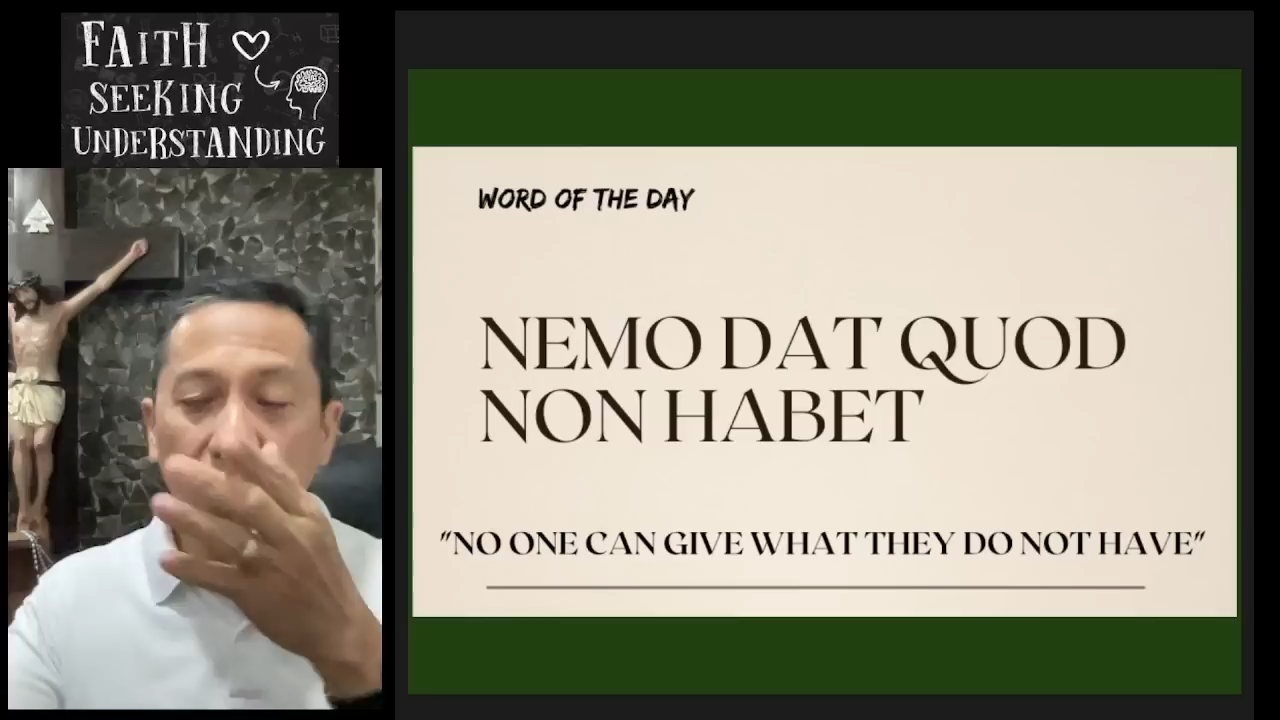 FAITH
SEEKING
UNDERSTANDING
WORD OF THE DAY
NEMO DAT QUOD
NON HABET
"NO ONE CAN GIVE WHAT THEY DO NOT HAVE"